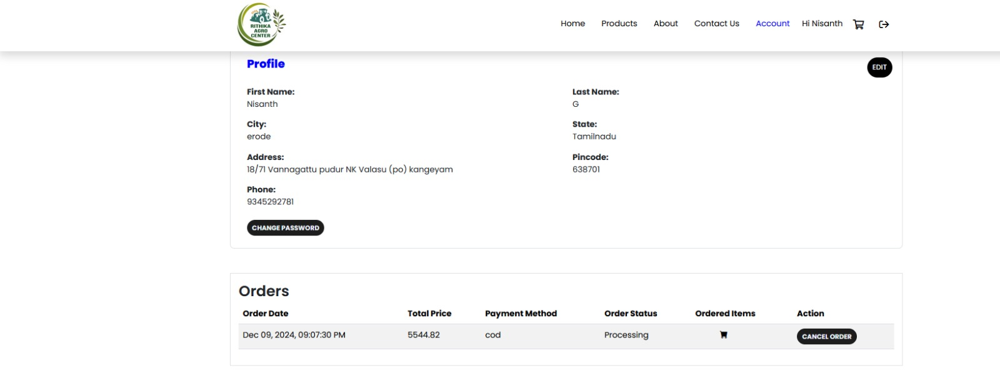 RITHIKA
AGRO
CENTER
Home Products About Contact Us Account Hi Nisanth
Profile
EDIT
First Name: Last Name:
Nisanth G
City: State:
erode Tamilnadu
Address: Pincode:
18/71 Vannagattu pudur NK Valasu (po) kangeyam 638701
Phone:
9345292781
CHANGE PASSWORD
Orders
Order Date Total Price Payment Method Order Status Ordered Items Action
Dec 09, 2024, 09:07:30 PM 5544.82 cod Processing CANCEL ORDER